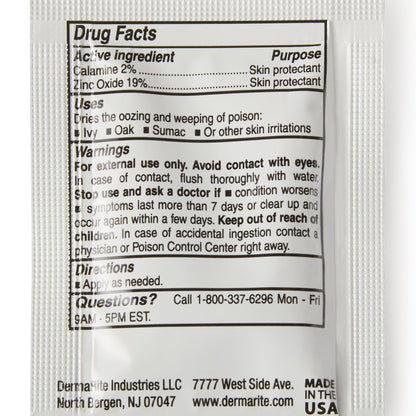 Drug Facts
Active ingredient Purpose
Calamine 2% Skin protectant
Zinc Oxide 19% Skin protectant
Uses
Dries the oozing and weeping of poison:
■ Ivy ■ Oak ■ Sumac ■ Or other skin irritations
Warnings
For external use only. Avoid contact with eyes.
In case of contact, flush thoroughly with water.
Stop use and ask a doctor if ■ condition worsens
■ symptoms last more than 7 days or clear up and
occur again within a few days. Keep out of reach of
children. In case of accidental ingestion contact a
physician or Poison Control Center right away.
Directions
■ Apply as needed.
Questions? Call 1-800-337-6296 Mon - Fri
9AM - 5PM EST.
DermaRite Industries LLC 7777 West Side Ave.
North Bergen, NJ 07047 www.dermarite.com
MADE
IN THE
USA